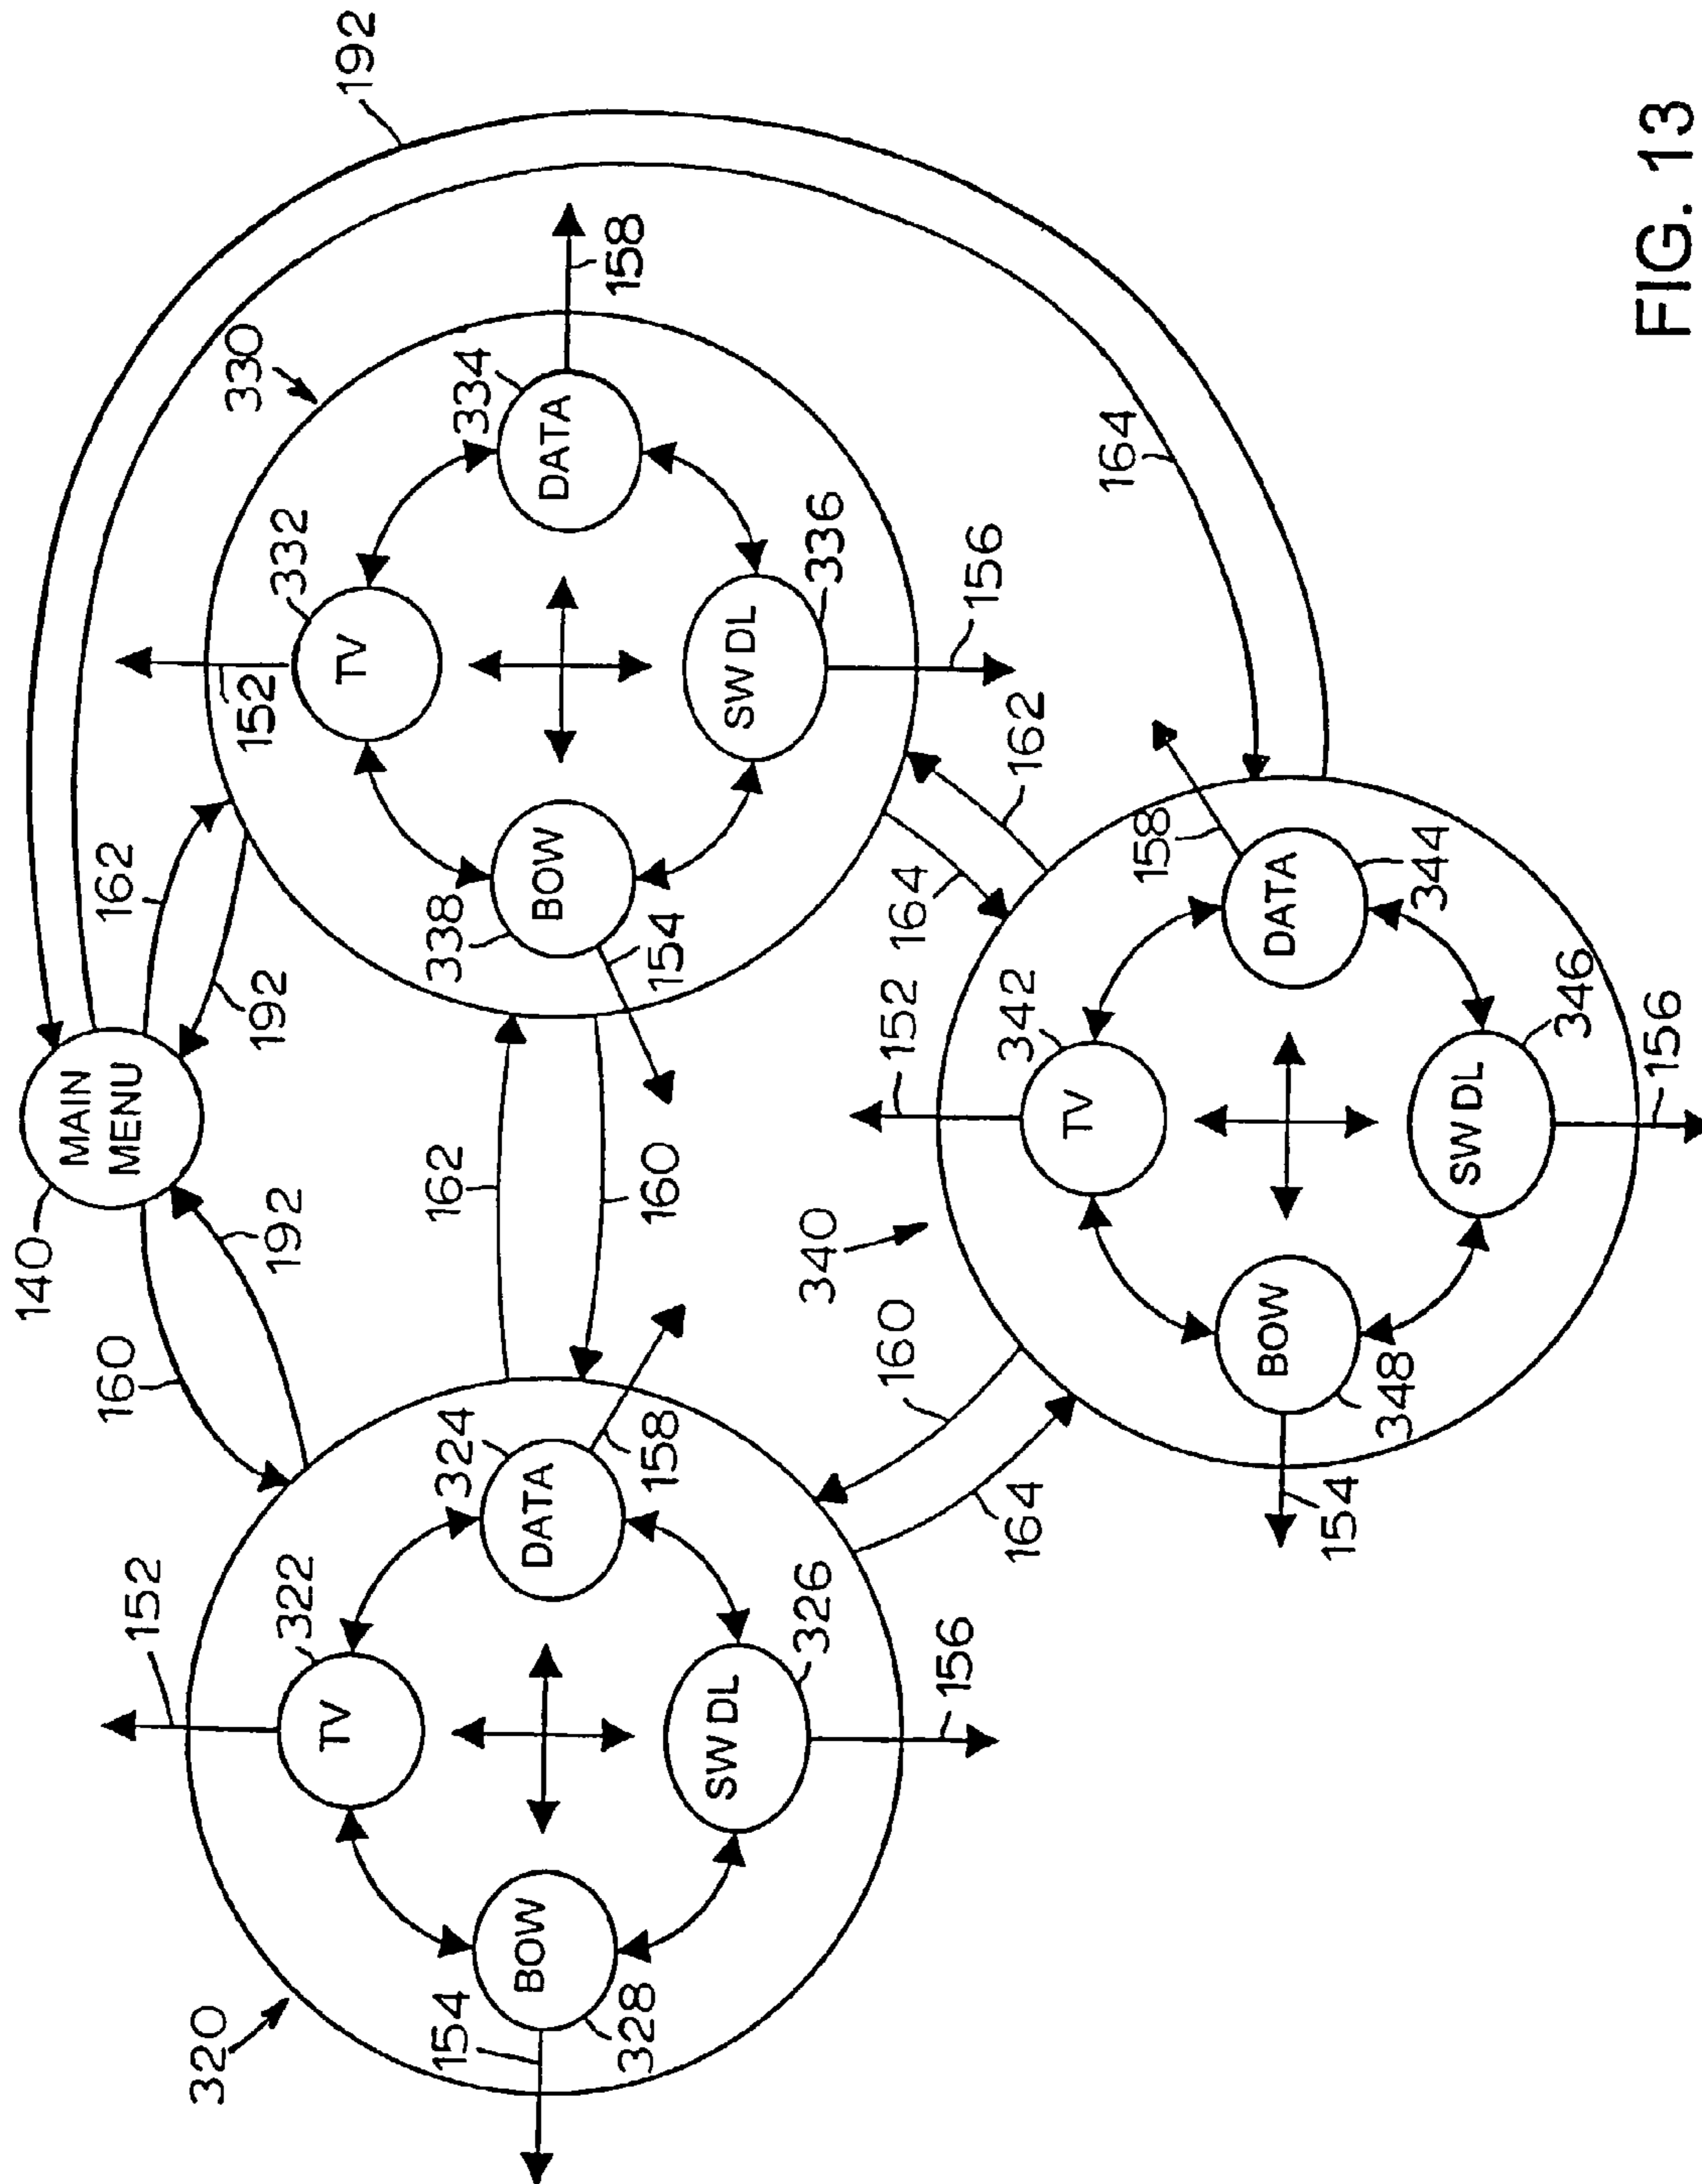 140
MAIN
MENU
160
162
152
320
192
192
330
192
322
TV
152
332
TV
154
BOW
328
324
DATA
162
338
BOW
334
DATA
158
158
160
154
SW DL
326
SW DL
336
340
160
152
164
156
156
164
162
342
TV
164
158
BOW
348
DATA
344
154
SW DL
346
156
FIG. 13